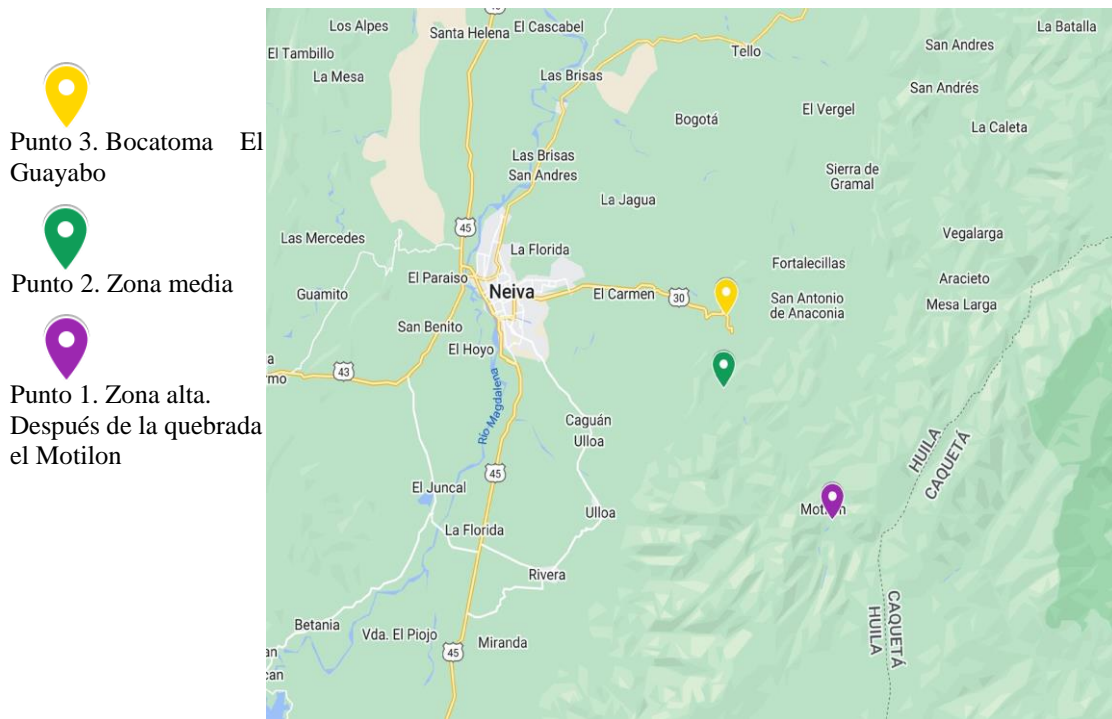 Punto 3. Bocatoma El
Guayabo
Punto 2. Zona media
Punto 1. Zona alta.
Después de la quebrada
el Motilon
Los Alpes
Santa Helena
El Cascabel
La Batalla
El Tambillo
Tello
San Andres
La Mesa
Las Brisas
San Andrés
Bogotá
El Vergel
La Caleta
Las Brisas
San Andres
Sierra de
Gramal
La Jagua
45
Las Mercedes
La Florida
Vegalarga
El Paraiso
Fortalecillas
Aracieto
Guamito
Neiva
El Carmen
30
San Antonio
de Anaconia
Mesa Larga
San Benito
El Hoyo
43
Río Magdalena
Caguán
Ulloa
HUILA
CAQUETÁ
45
El Juncal
Ulloa
La Florida
Rivera
CAQUETÁ
HUILA
Betania
Vda. El Piojo
Miranda
45